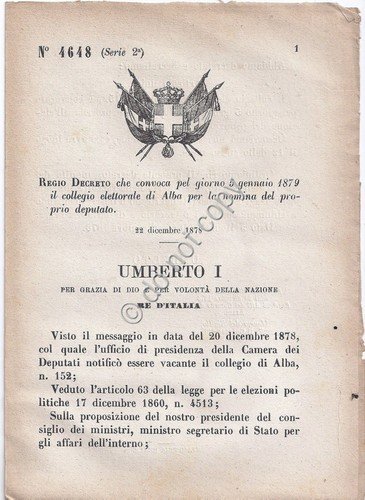 N° 4648 (Serie 2ª) 1
REGIO DECRETO che convoca pel giorno 5 gennaio 1879
il collegio elettorale di Alba per la nomina del pro-
prio deputato.
22 dicembre 1878
UMBERTO I
PER GRAZIA DI DIO E PER VOLONTÀ DELLA NAZIONE
RE D'ITALIA
Visto il messaggio in data del 20 dicembre 1878,
col quale l'ufficio di presidenza della Camera dei
Deputati notificò essere vacante il collegio di Alba,
n. 152;
Veduto l'articolo 63 della legge per le elezioni po-
litiche 17 dicembre 1860, n. 4513;
Sulla proposizione del nostro presidente del con-
siglio dei ministri, ministro segretario di Stato per
gli affari dell'interno;
do not copy